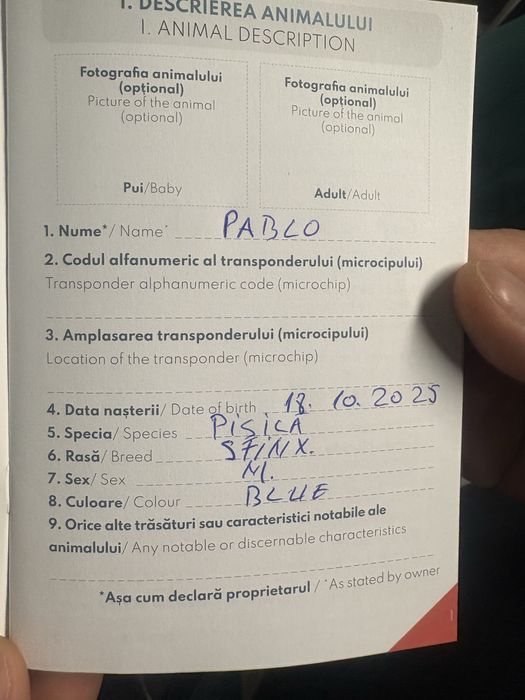 I. DESCRIEREA ANIMALULUI
I. ANIMAL DESCRIPTION
Fotografia animalului
(opțional)
Picture of the animal
(optional)
Pui/Baby
Fotografia animalului
(opțional)
Picture of the animal
(optional)
Adult/Adult
1. Nume*/ Name* PABLO
2. Codul alfanumeric al transponderului (microcipului)
Transponder alphanumeric code (microchip)
3. Amplasarea transponderului (microcipului)
Location of the transponder (microchip)
4. Data nașterii/ Date of birth 18. 10. 2025
5. Specia/ Species PISICĂ
6. Rasă/ Breed SFINX.
7. Sex/ Sex M.
8. Culoare/ Colour BLUE
9. Orice alte trăsături sau caracteristici notabile ale
animalului/ Any notable or discernable characteristics
*Așa cum declară proprietarul / *As stated by owner
1